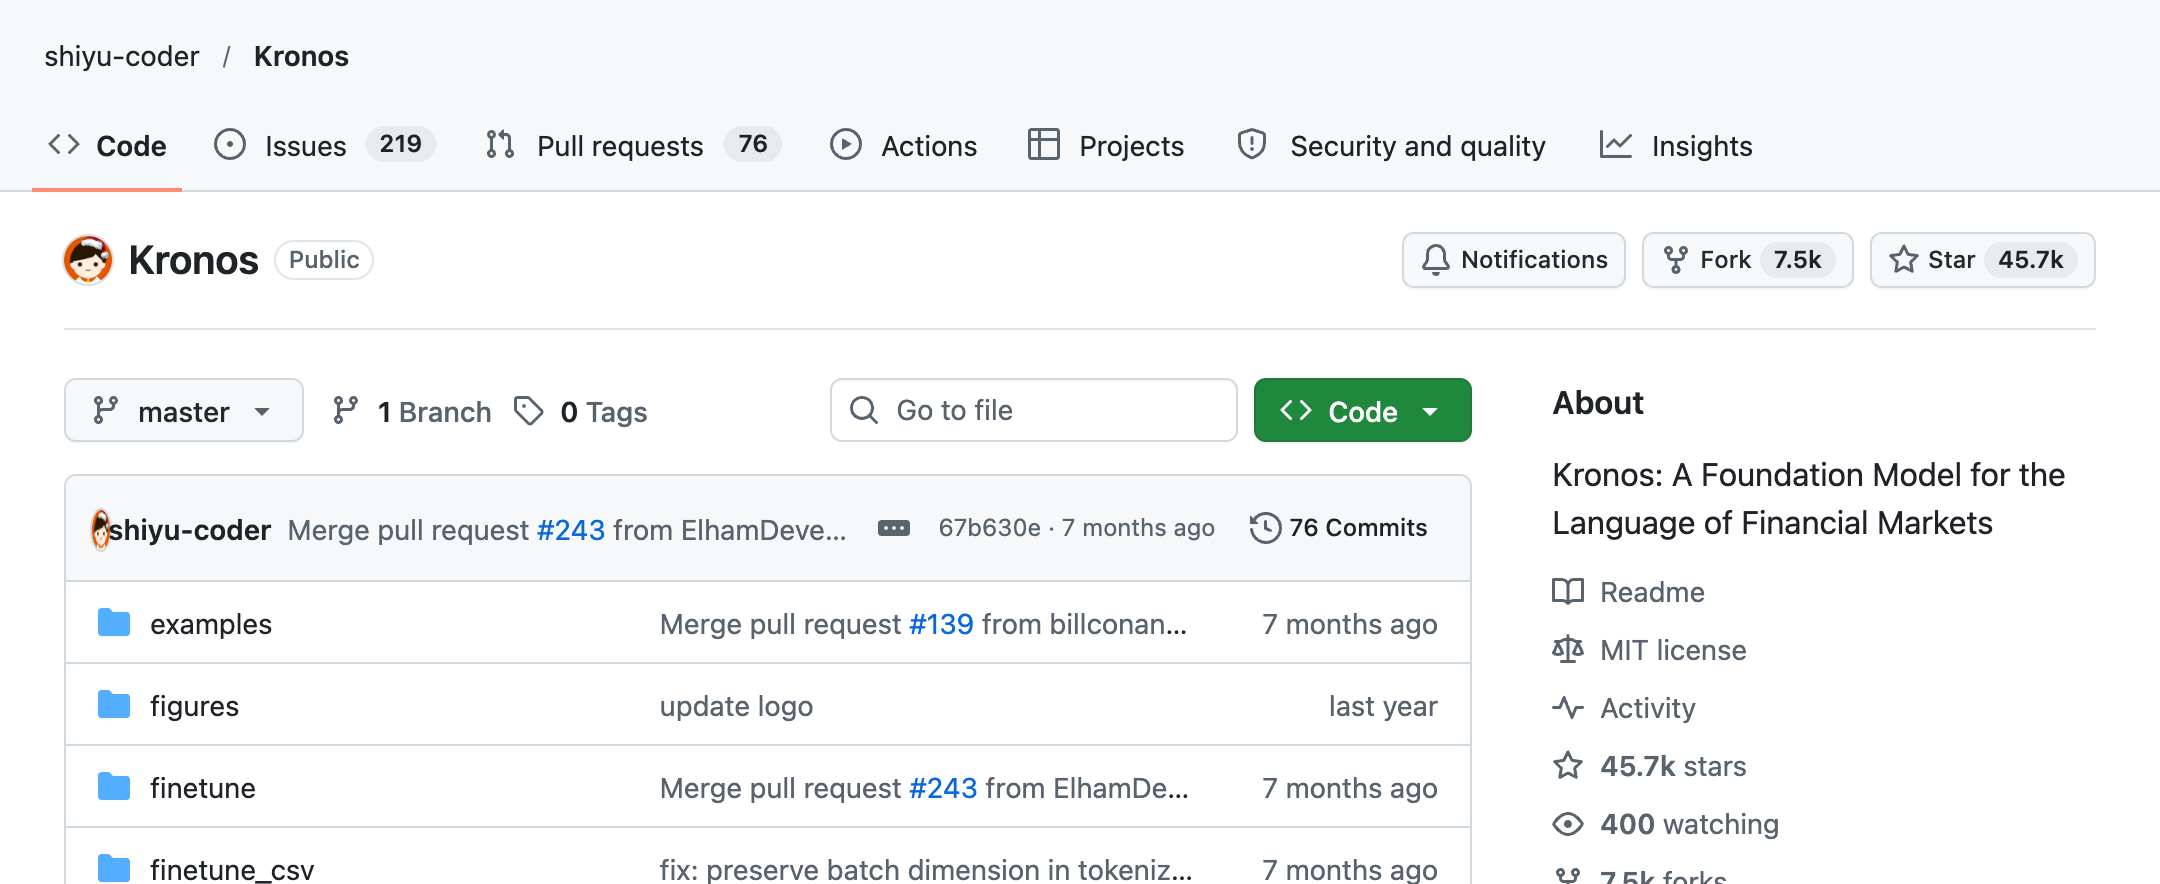 shiyu-coder / Kronos
Code Issues 219 Pull requests 76 Actions Projects Security and quality Insights
Kronos Public Notifications Fork 7.5k Star 45.7k
master 1 Branch 0 Tags Go to file Code
shiyu-coder Merge pull request #243 from ElhamDeve... 67b630e · 7 months ago 76 Commits
examples Merge pull request #139 from billconan... 7 months ago
figures update logo last year
finetune Merge pull request #243 from ElhamDe... 7 months ago
finetune_csv fix: preserve batch dimension in tokeniz... 7 months ago
About
Kronos: A Foundation Model for the
Language of Financial Markets
Readme
MIT license
Activity
45.7k stars
400 watching
7.5k forks